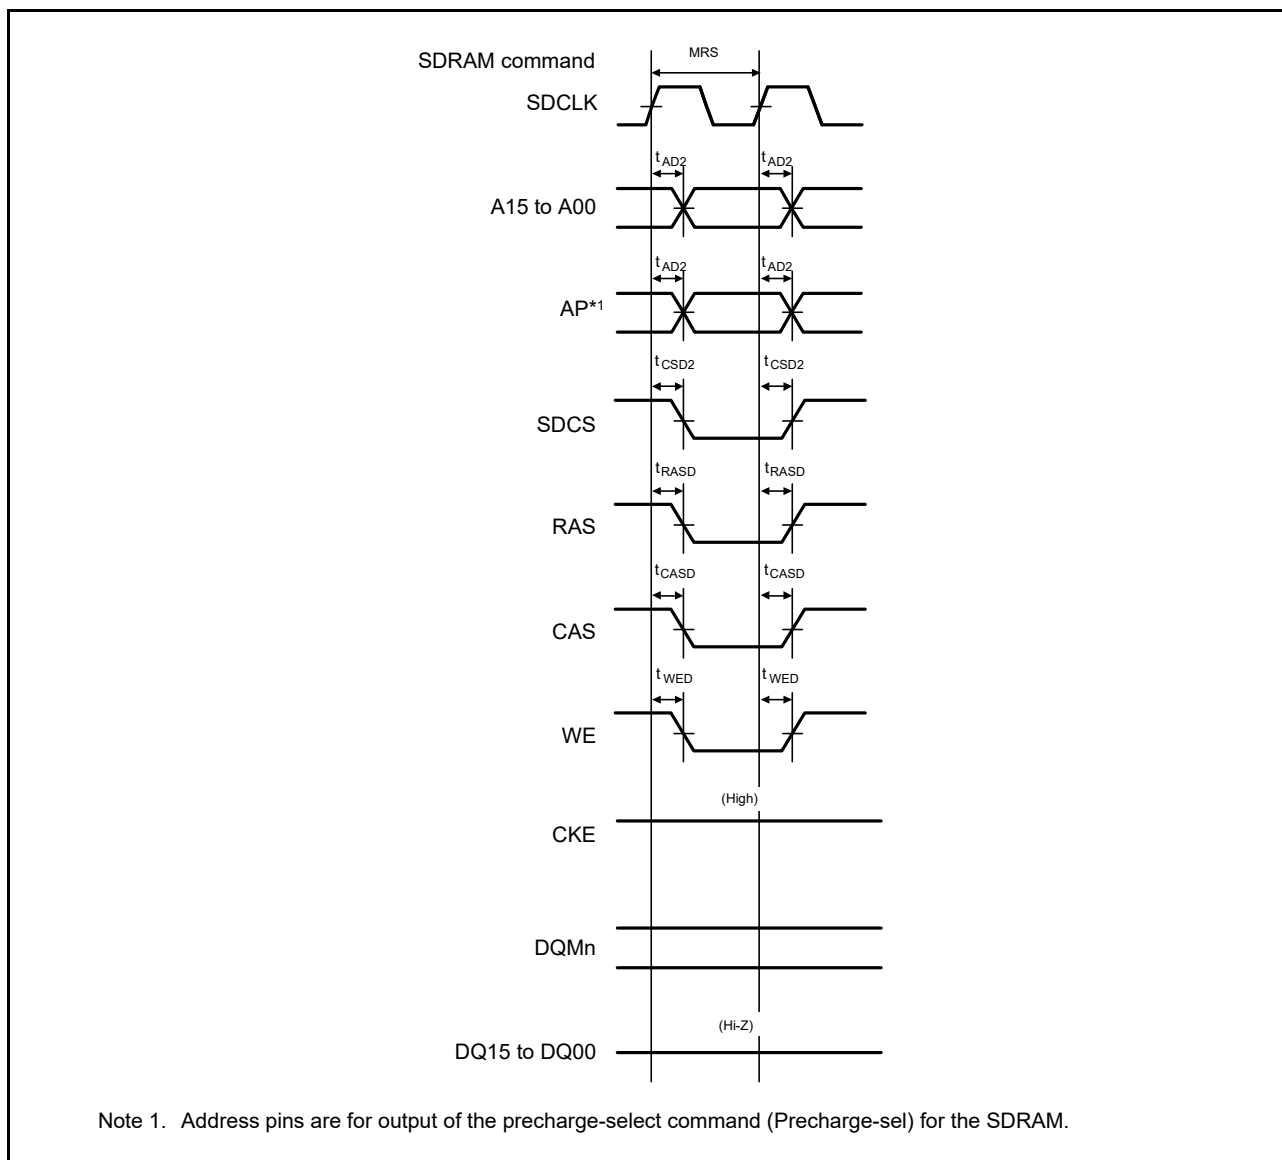 SDRAM command
MRS
SDCLK
tAD2 tAD2
A15 to A00
tAD2 tAD2
AP*1
tCSD2 tCSD2
SDCS
tRASD tRASD
RAS
tCASD tCASD
CAS
tWED tWED
WE
(High)
CKE
DQMn
(Hi-Z)
DQ15 to DQ00
Note 1. Address pins are for output of the precharge-select command (Precharge-sel) for the SDRAM.